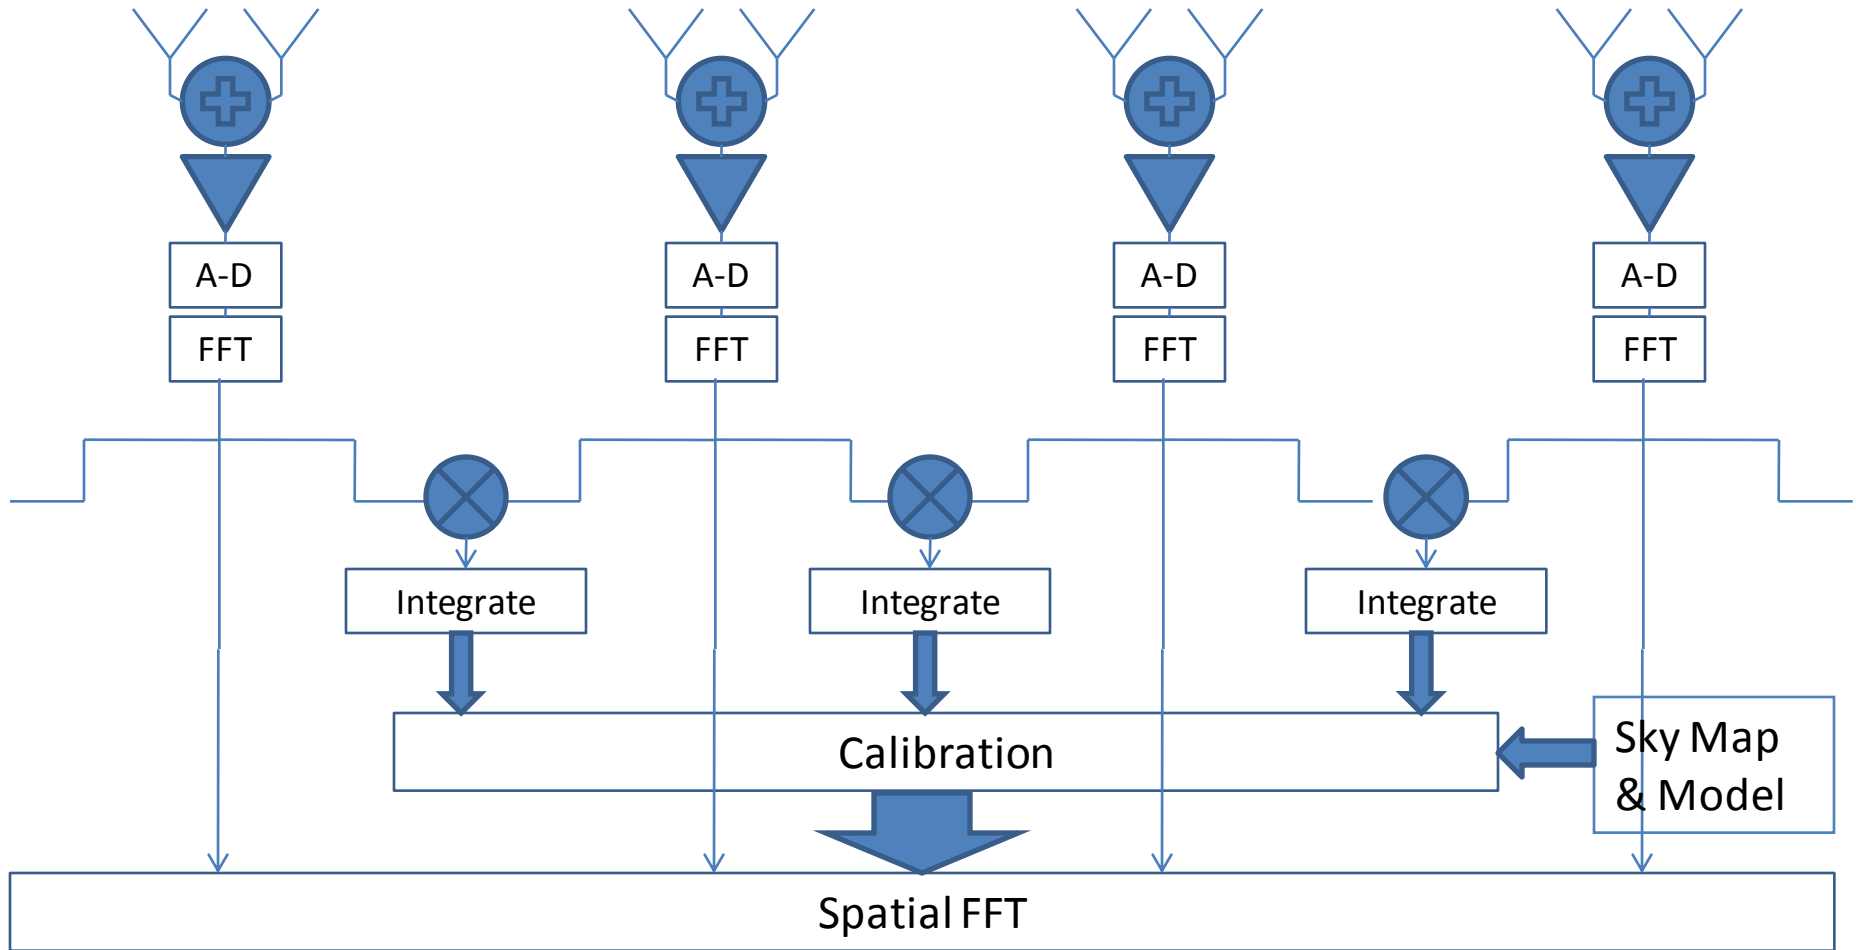 A-D
A-D
A-D
A-D
FFT
FFT
FFT
FFT
Integrate
Integrate
Integrate
Calibration
Sky Map
& Model
Spatial FFT